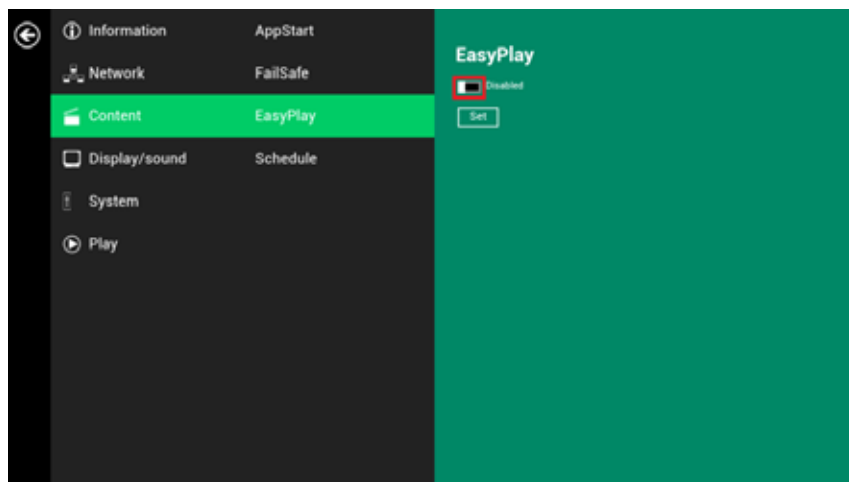 Information
AppStart
Network
FailSafe
Content
EasyPlay
Display/sound
Schedule
System
Play
EasyPlay
Disabled
Set